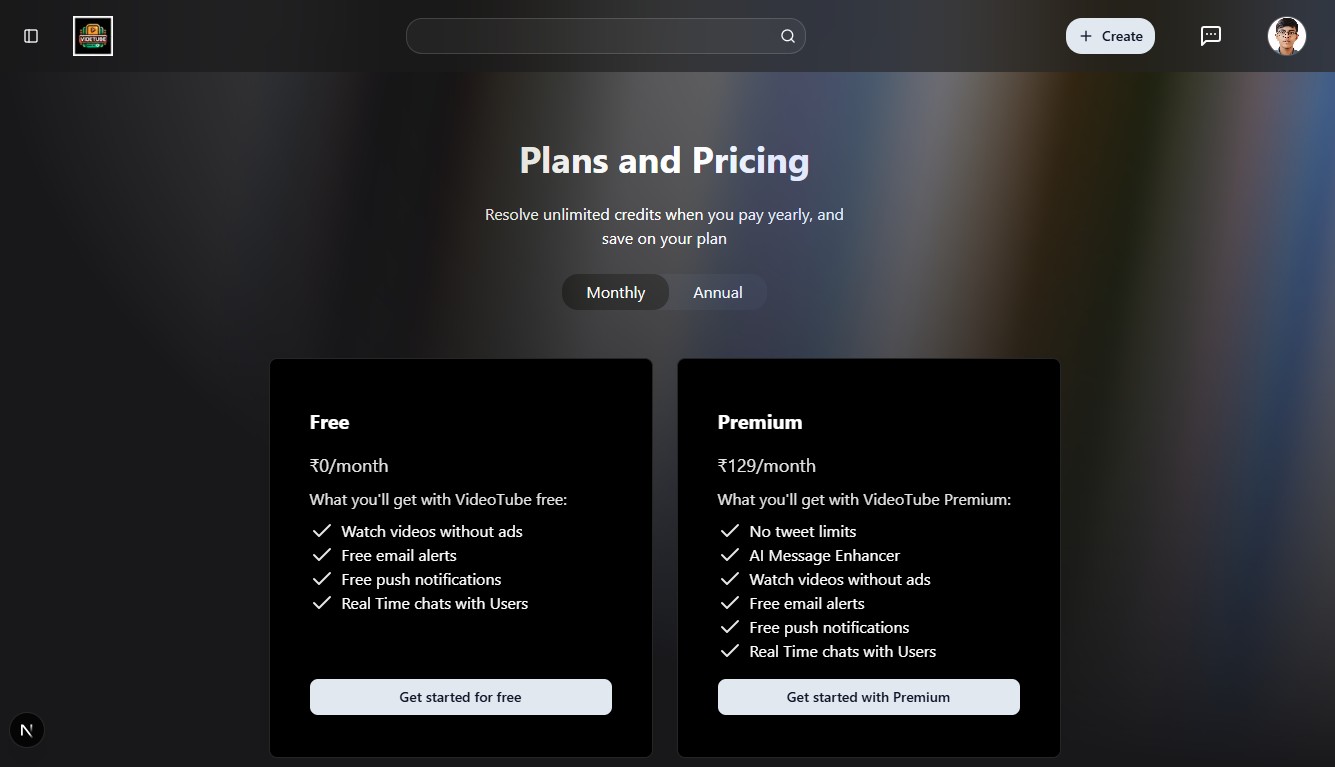 VIDETUBE
Create
Plans and Pricing
Resolve unlimited credits when you pay yearly, and
save on your plan
Monthly
Annual
Free
₹0/month
What you'll get with VideoTube free:
Watch videos without ads
Free email alerts
Free push notifications
Real Time chats with Users
Get started for free
Premium
₹129/month
What you'll get with VideoTube Premium:
No tweet limits
AI Message Enhancer
Watch videos without ads
Free email alerts
Free push notifications
Real Time chats with Users
Get started with Premium
N